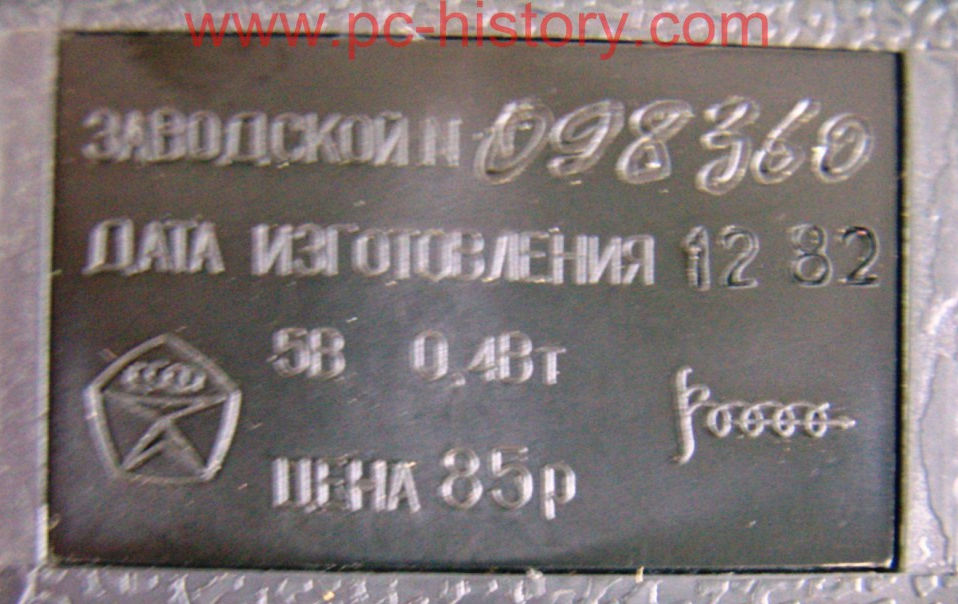 www.pc-history.com
ЗАВОДСКОЙ N 098360
ДАТА ИЗГОТОВЛЕНИЯ 12 82
5В 0,4Вт
ЦЕНА 85р